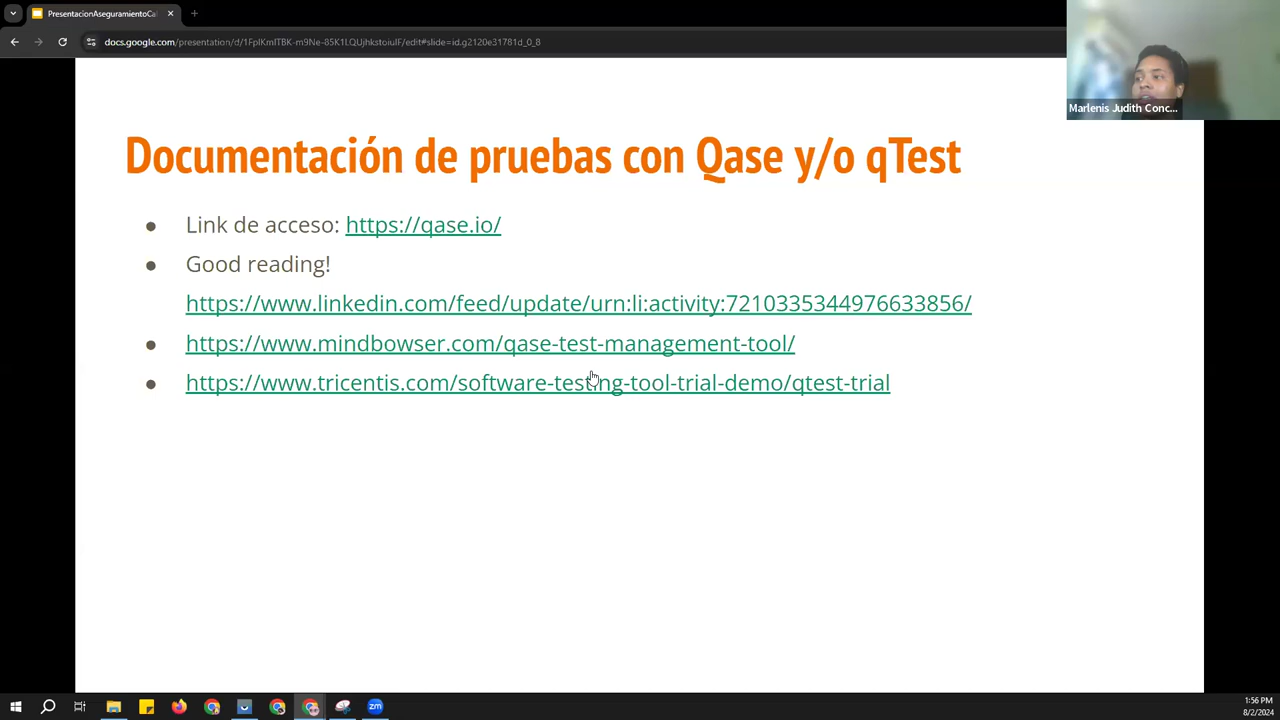 PresentacionAseguramientoCa
docs.google.com/presentation/d/1FpIKmITBK-m9Ne-85K1LQUjhkstoiuIF/edit#slide=id.g2120e31781d_0_8
Marlenis Judith Conc...
Documentación de pruebas con Qase y/o qTest
● Link de acceso: https://qase.io/
● Good reading!
https://www.linkedin.com/feed/update/urn:li:activity:7210335344976633856/
● https://www.mindbowser.com/qase-test-management-tool/
● https://www.tricentis.com/software-testing-tool-trial-demo/qtest-trial
zm
1:56 PM
8/2/2024